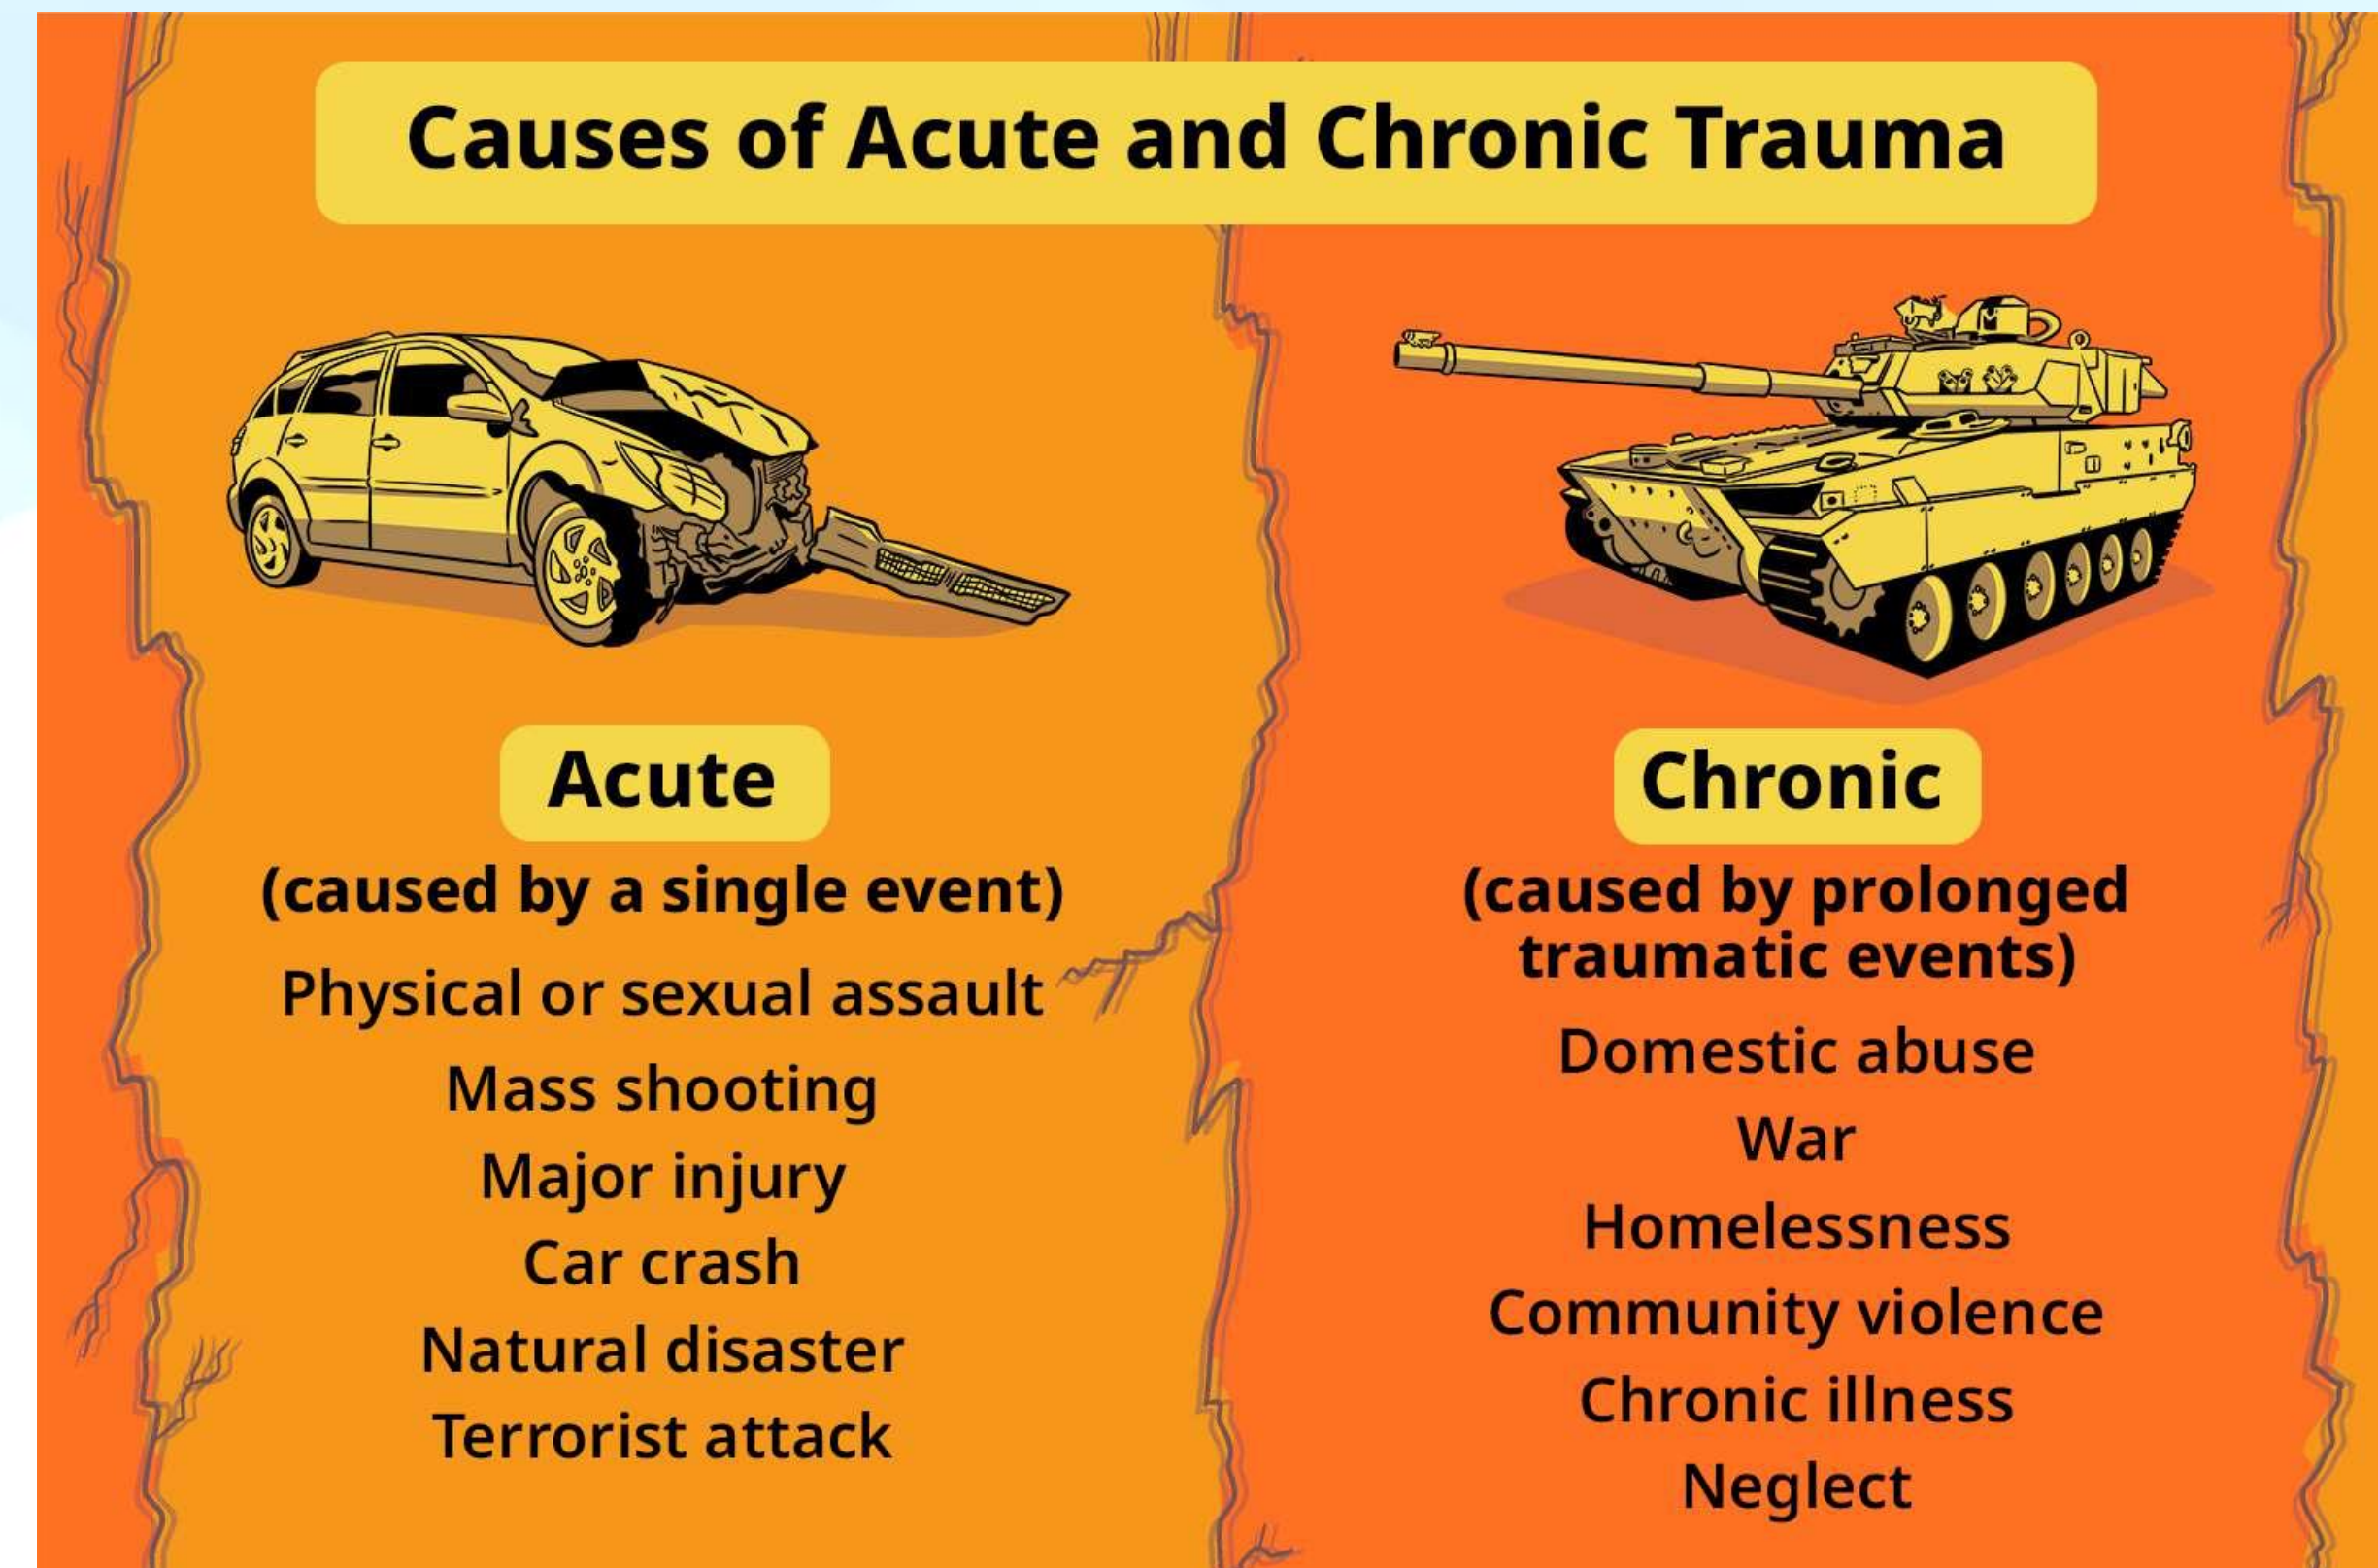 Causes of Acute and Chronic Trauma
Acute
(caused by a single event)
Physical or sexual assault
Mass shooting
Major injury
Car crash
Natural disaster
Terrorist attack
Chronic
(caused by prolonged
traumatic events)
Domestic abuse
War
Homelessness
Community violence
Chronic illness
Neglect